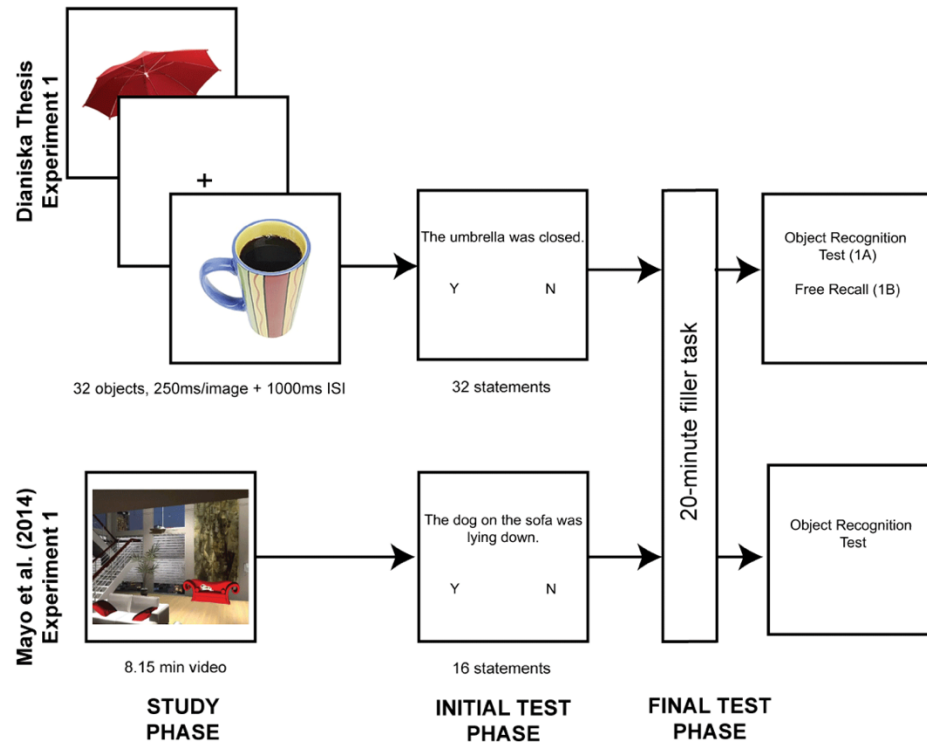 Dianiska Thesis
Experiment 1
+
32 objects, 250ms/image + 1000ms ISI
The umbrella was closed.
Y N
32 statements
20-minute filler task
Object Recognition
Test (1A)
Free Recall (1B)
Mayo et al. (2014)
Experiment 1
8.15 min video
The dog on the sofa was
lying down.
Y N
16 statements
Object Recognition
Test
STUDY
PHASE
INITIAL TEST
PHASE
FINAL TEST
PHASE